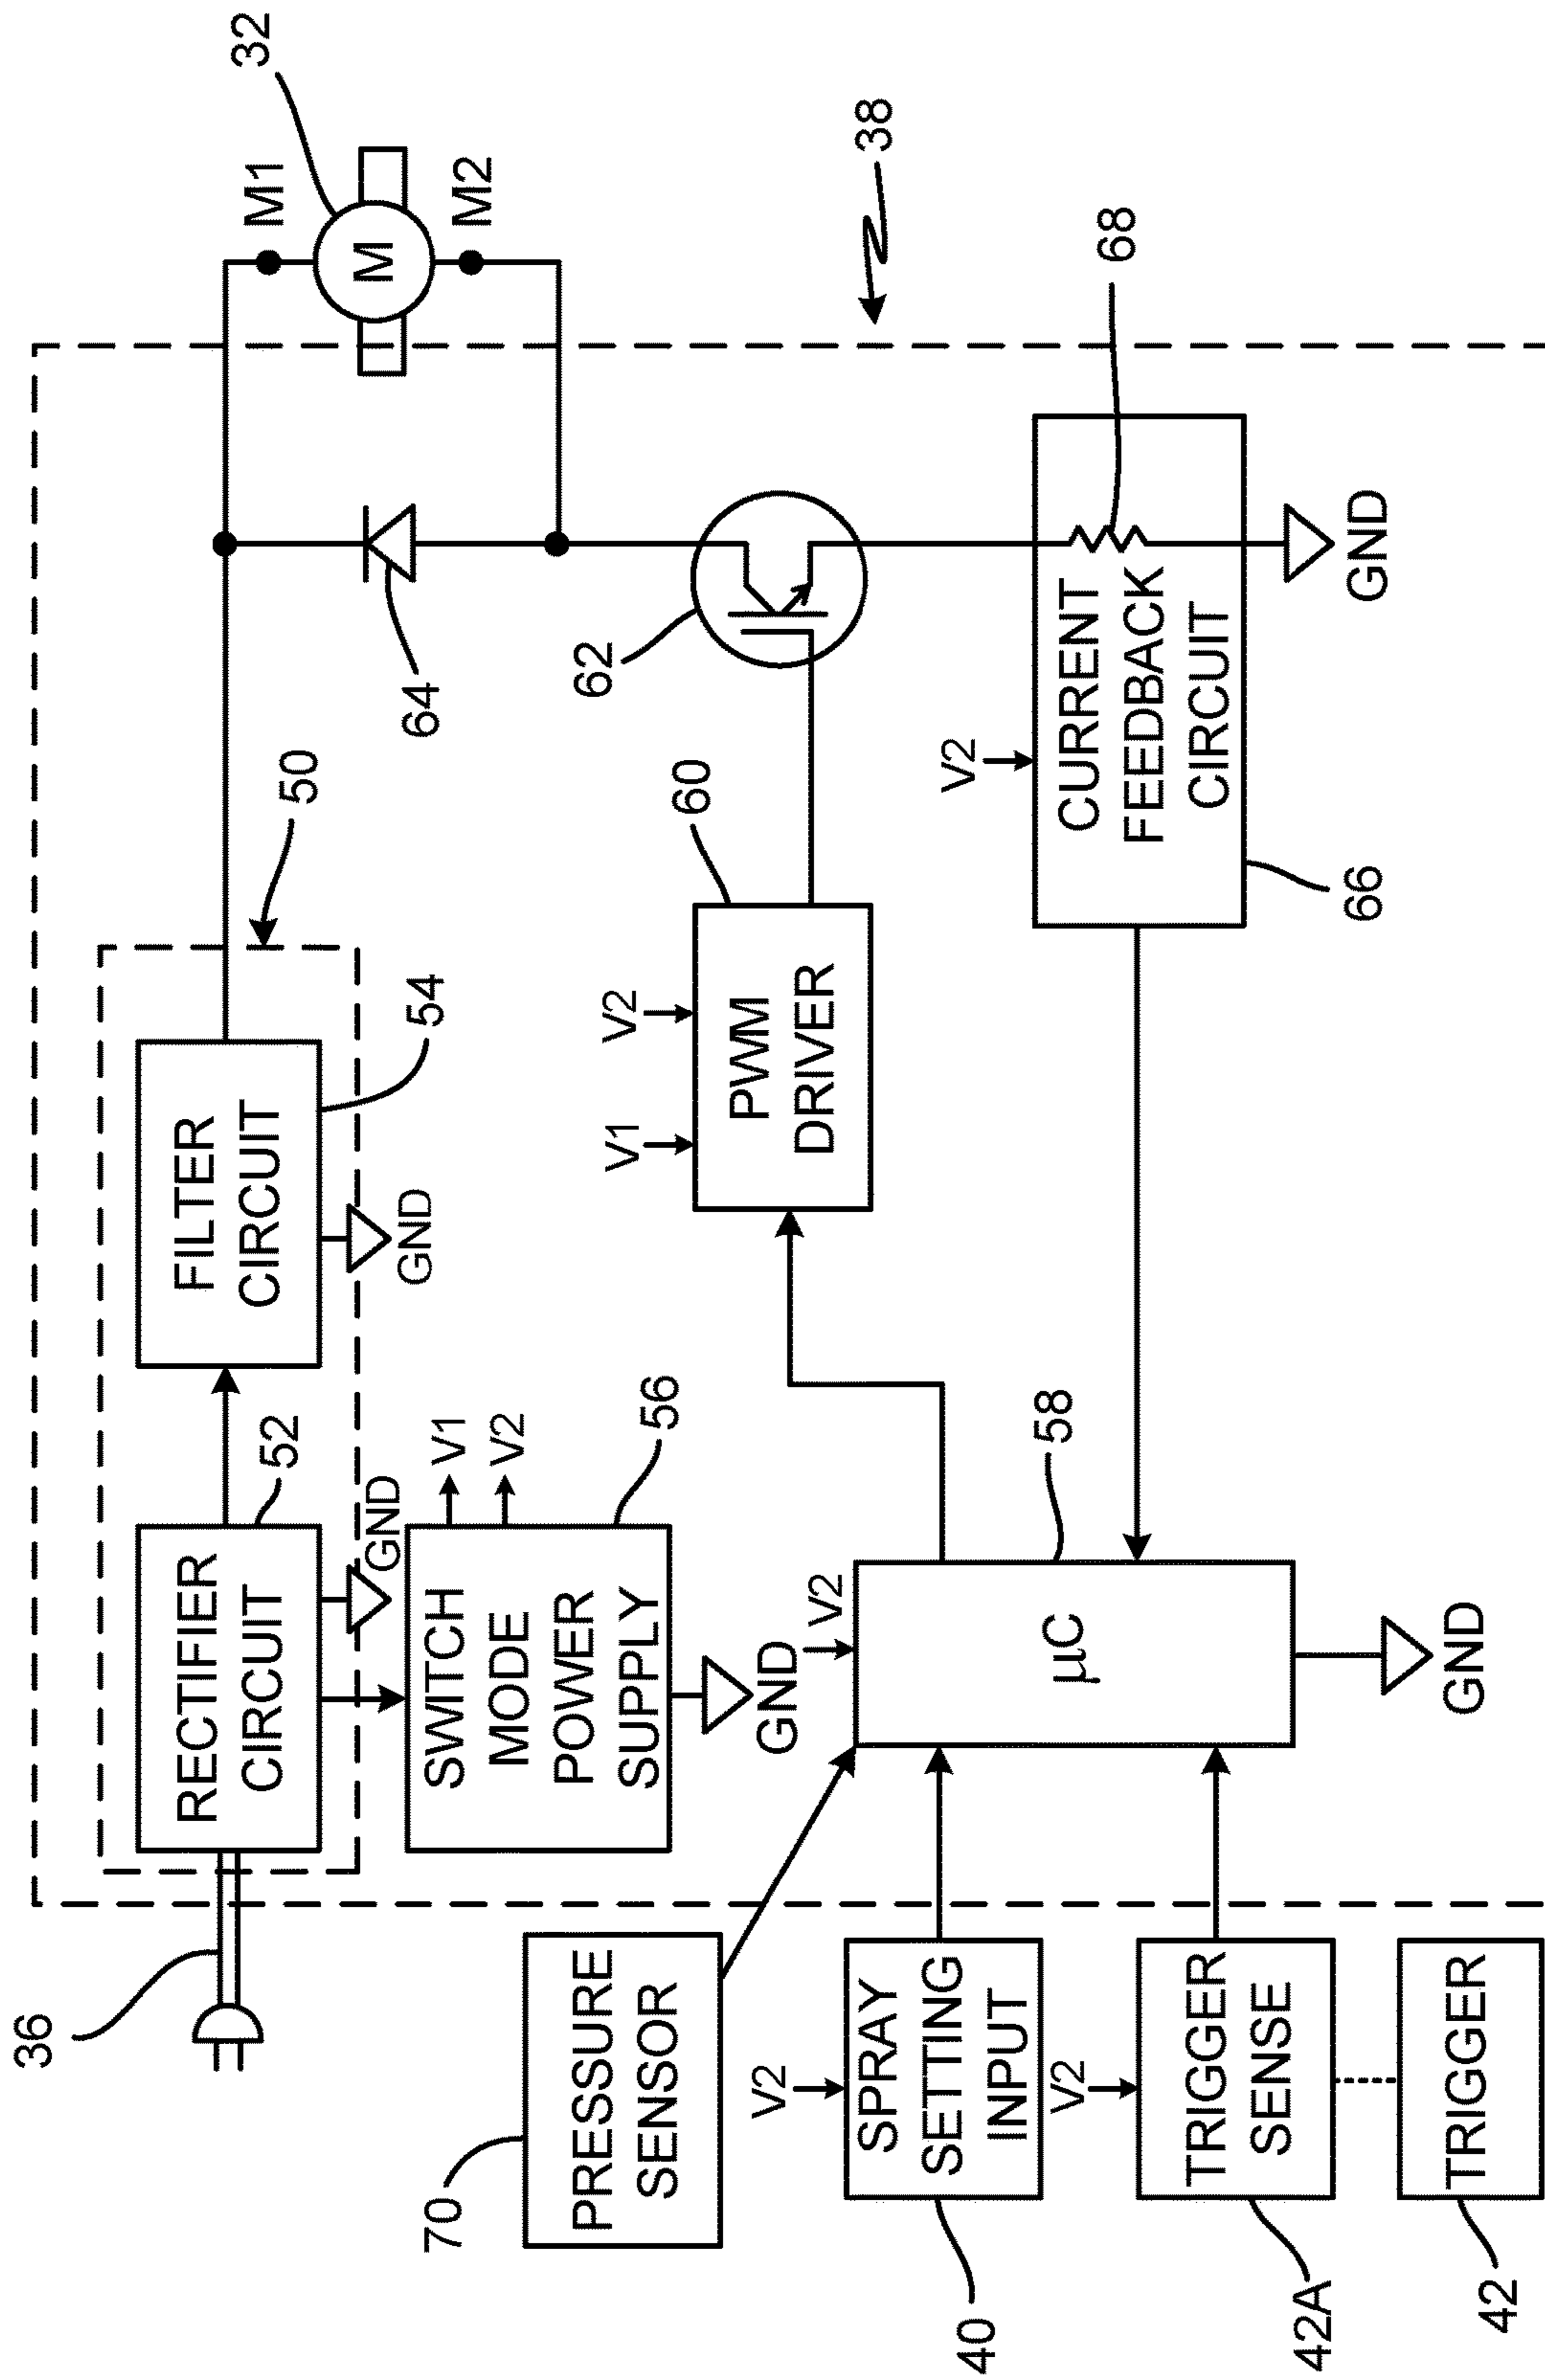 36
50
RECTIFIER
CIRCUIT
52
GND
FILTER
CIRCUIT
54
GND
M1
M
M2
32
64
SWITCH
MODE
POWER
SUPPLY
V1
V2
56
GND
38
70
PRESSURE
SENSOR
V1
V2
PWM
DRIVER
60
62
V2
SPRAY
SETTING
INPUT
40
V2
μC
58
GND
V2
CURRENT
FEEDBACK
CIRCUIT
66
68
GND
V2
TRIGGER
SENSE
42A
TRIGGER
42